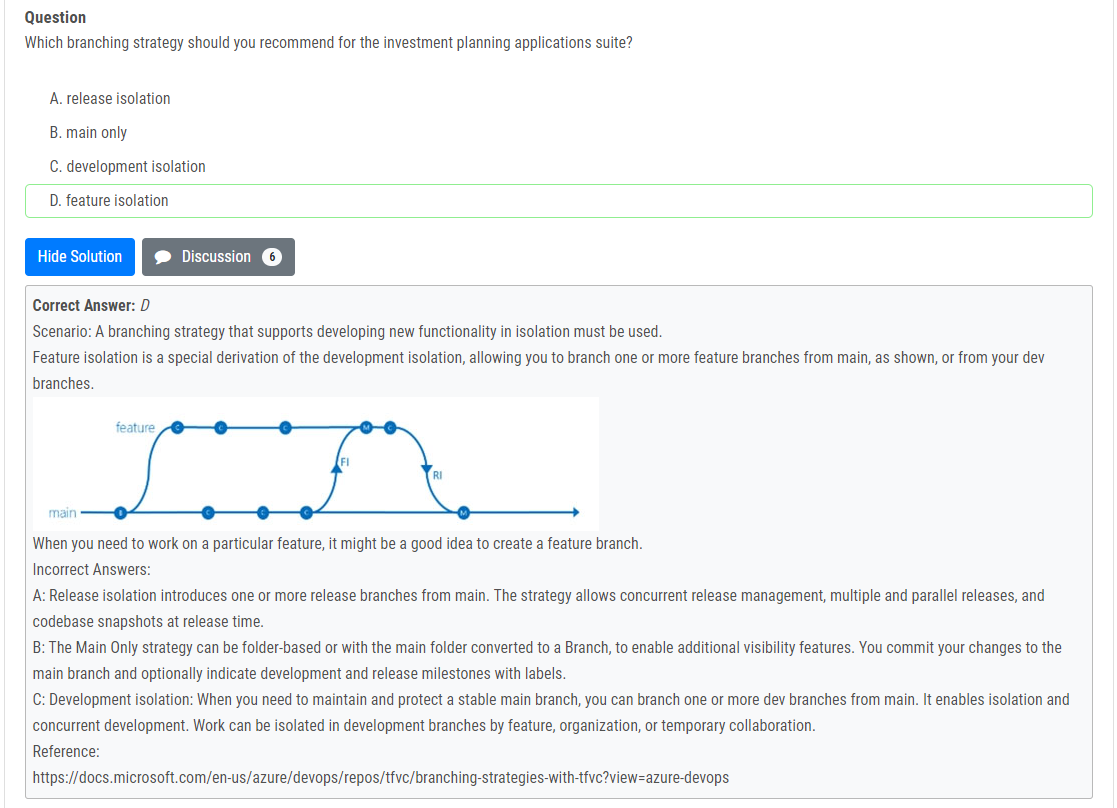 Question
Which branching strategy should you recommend for the investment planning applications suite?
A. release isolation
B. main only
C. development isolation
D. feature isolation
Hide Solution
Discussion 6
Correct Answer: D
Scenario: A branching strategy that supports developing new functionality in isolation must be used.
Feature isolation is a special derivation of the development isolation, allowing you to branch one or more feature branches from main, as shown, or from your dev
branches.
feature C C C M C
FI
RI
main B C C C M
When you need to work on a particular feature, it might be a good idea to create a feature branch.
Incorrect Answers:
A: Release isolation introduces one or more release branches from main. The strategy allows concurrent release management, multiple and parallel releases, and
codebase snapshots at release time.
B: The Main Only strategy can be folder-based or with the main folder converted to a Branch, to enable additional visibility features. You commit your changes to the
main branch and optionally indicate development and release milestones with labels.
C: Development isolation: When you need to maintain and protect a stable main branch, you can branch one or more dev branches from main. It enables isolation and
concurrent development. Work can be isolated in development branches by feature, organization, or temporary collaboration.
Reference:
https://docs.microsoft.com/en-us/azure/devops/repos/tfvc/branching-strategies-with-tfvc?view=azure-devops